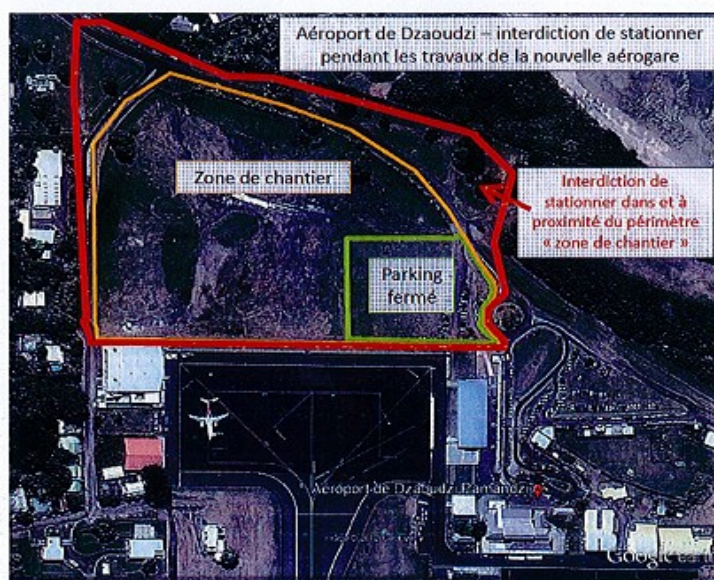 Aéroport de Dzaoudzi – interdiction de stationner
pendant les travaux de la nouvelle aérogare
Zone de chantier
Interdiction de
stationner dans et à
proximité du périmètre
« zone de chantier »
Parking
fermé
Aéroport de Dzaoudzi Pamandzi
Google